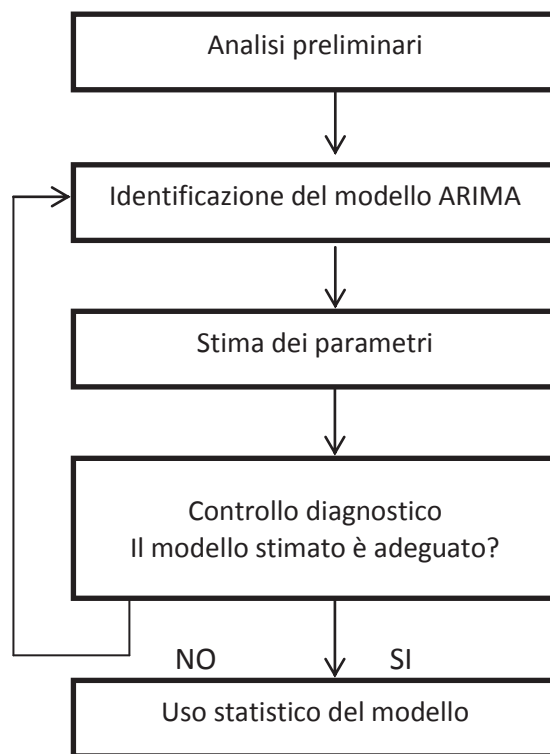 Analisi preliminari
Identificazione del modello ARIMA
Stima dei parametri
Controllo diagnostico
Il modello stimato è adeguato?
NO SI
Uso statistico del modello